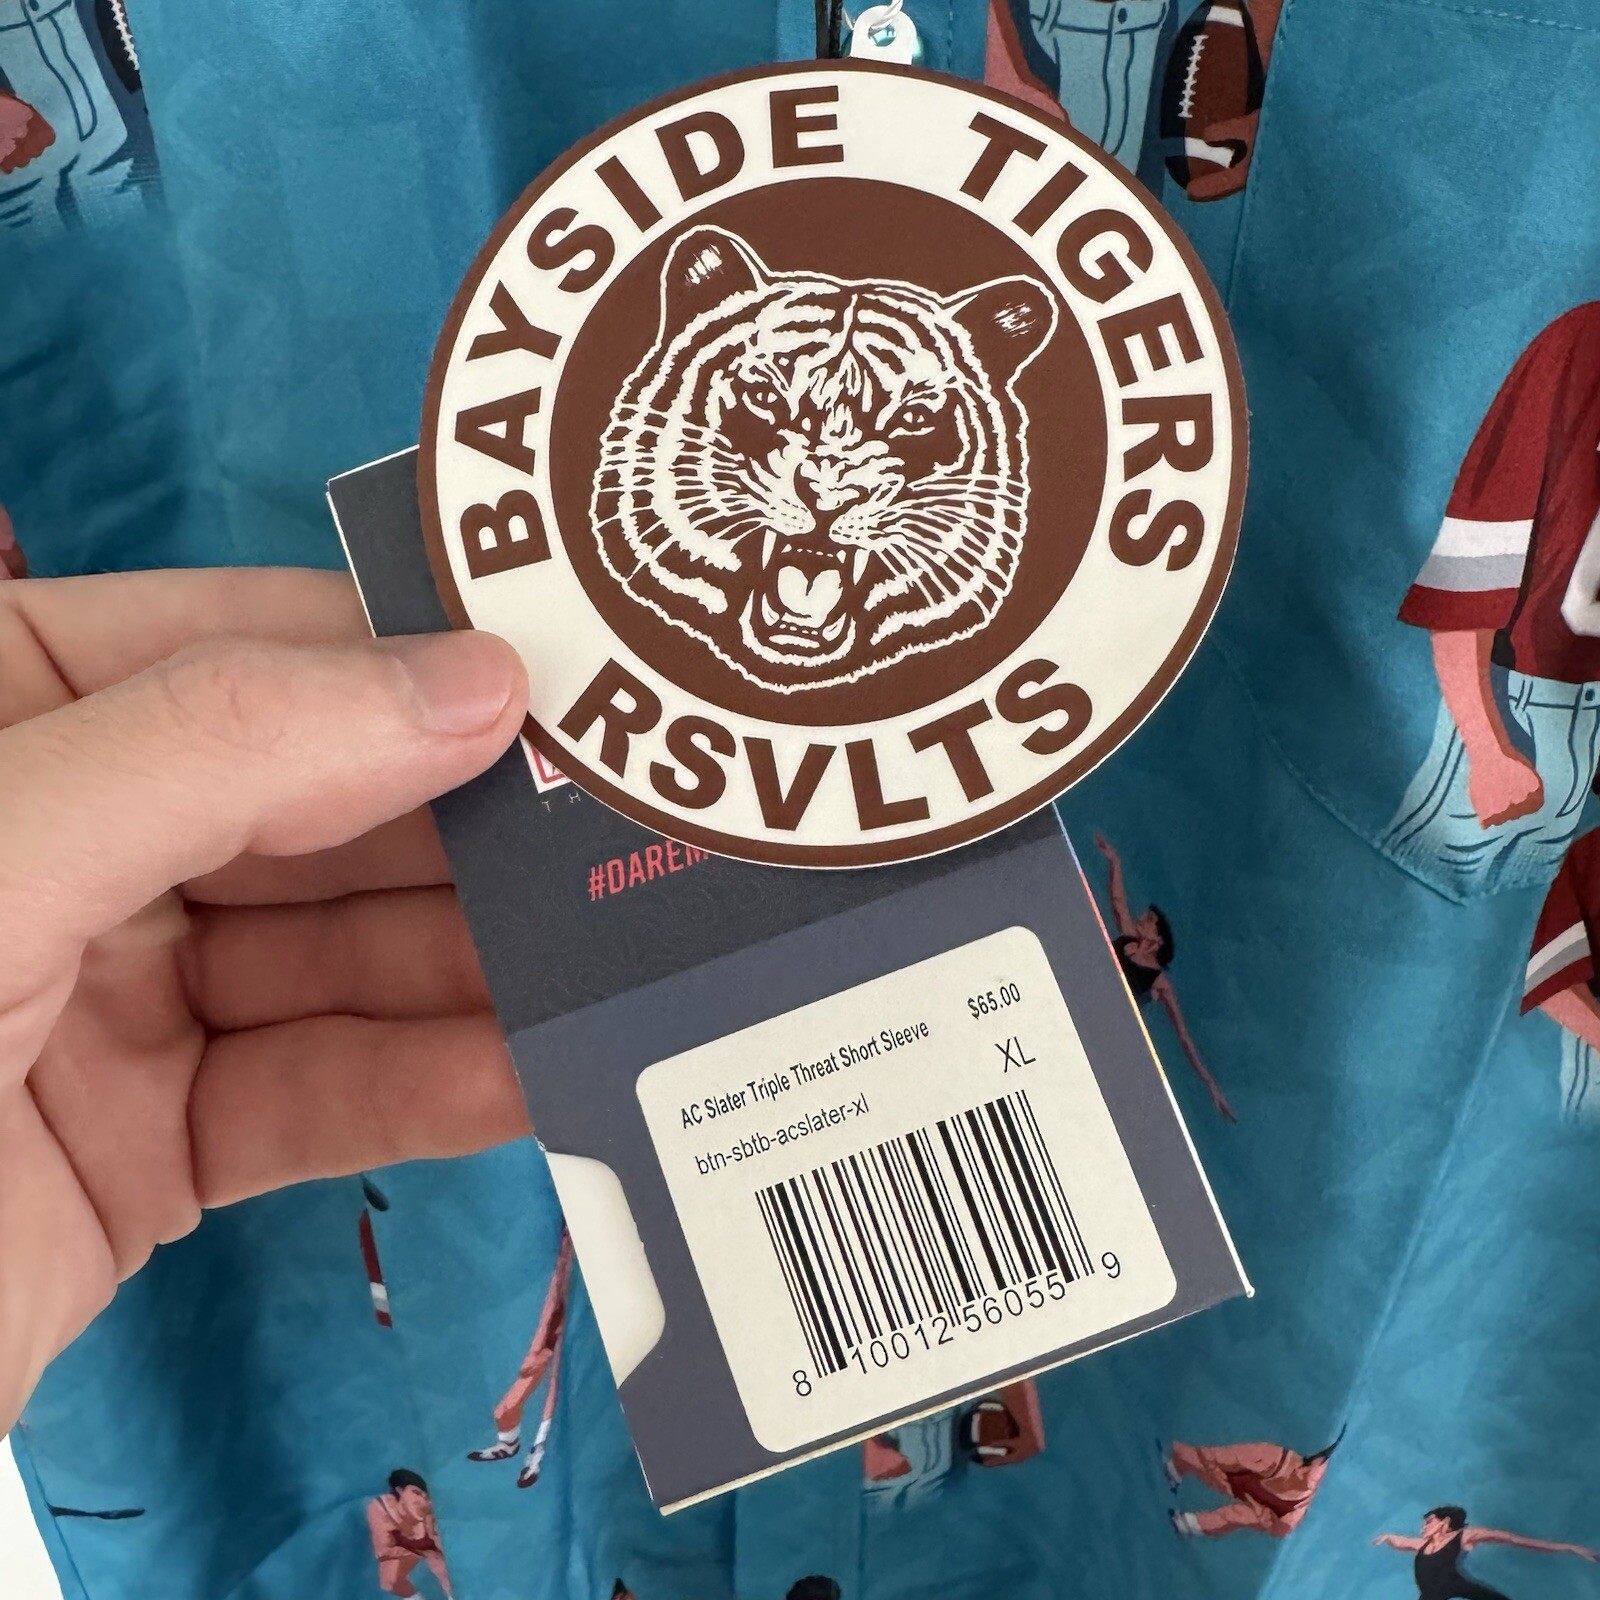 BAYSIDE TIGERS
RSVLTS
#DAREM
AC Slater Triple Threat Short Sleeve
$65.00
btn-sbtb-acslater-xl
XL
8 10012 56055 9